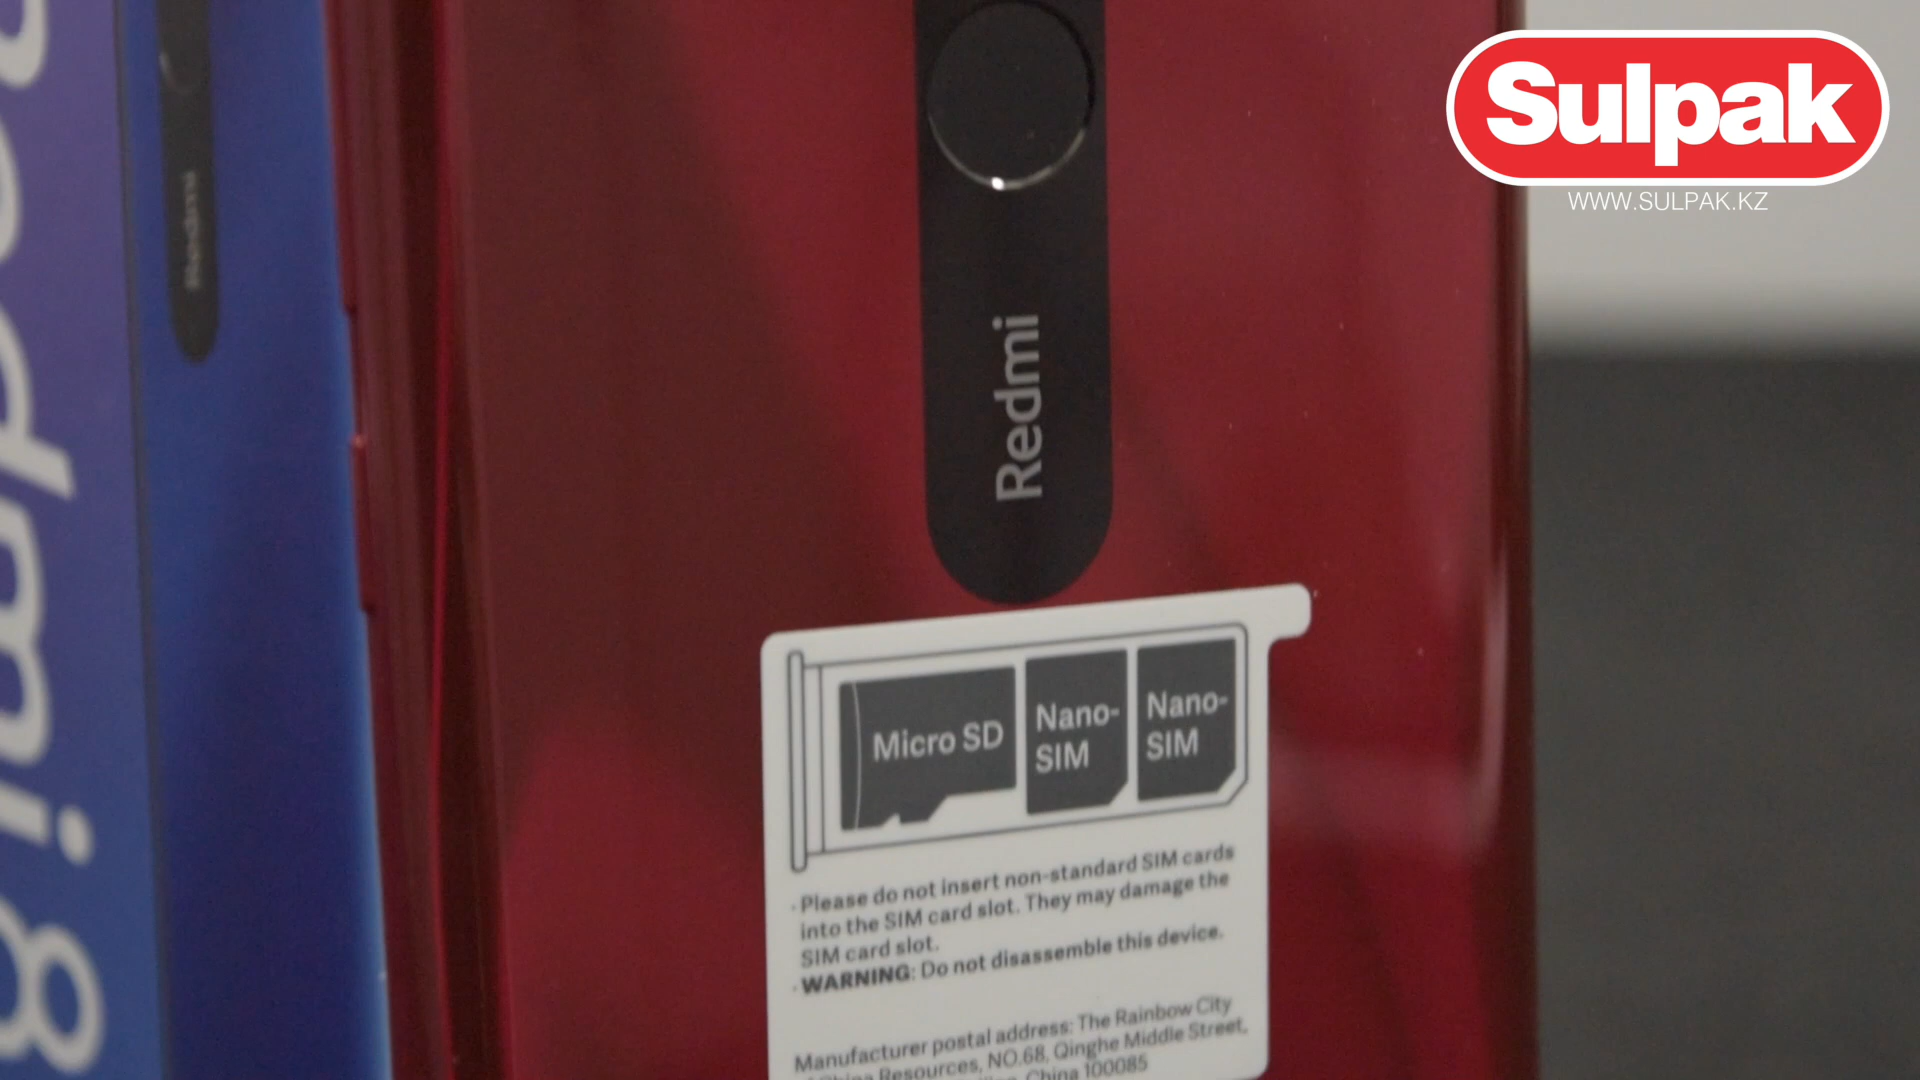 Sulpak
WWW.SULPAK.KZ
Redmi
Redmi
Redmi 8
Micro SD
Nano-
SIM
Nano-
SIM
· Please do not insert non-standard SIM cards
into the SIM card slot. They may damage the
SIM card slot.
· WARNING: Do not disassemble this device.
Manufacturer postal address: The Rainbow City
China Resources, NO.68, Qinghe Middle Street,
China 100085